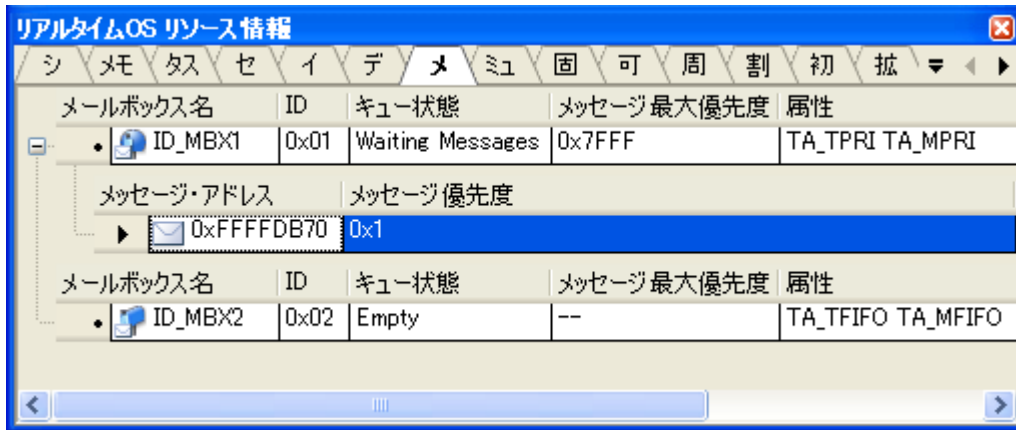 リアルタイムOS リソース情報
シ メモ タス セ イ デ メ ミュ 固 可 周 割 初 拡
メールボックス名 ID キュー状態 メッセージ最大優先度 属性
ID_MBX1 0x01 Waiting Messages 0x7FFF TA_TPRI TA_MPRI
メッセージ・アドレス メッセージ優先度
0xFFFFDB70 0x1
メールボックス名 ID キュー状態 メッセージ最大優先度 属性
ID_MBX2 0x02 Empty -- TA_TFIFO TA_MFIFO